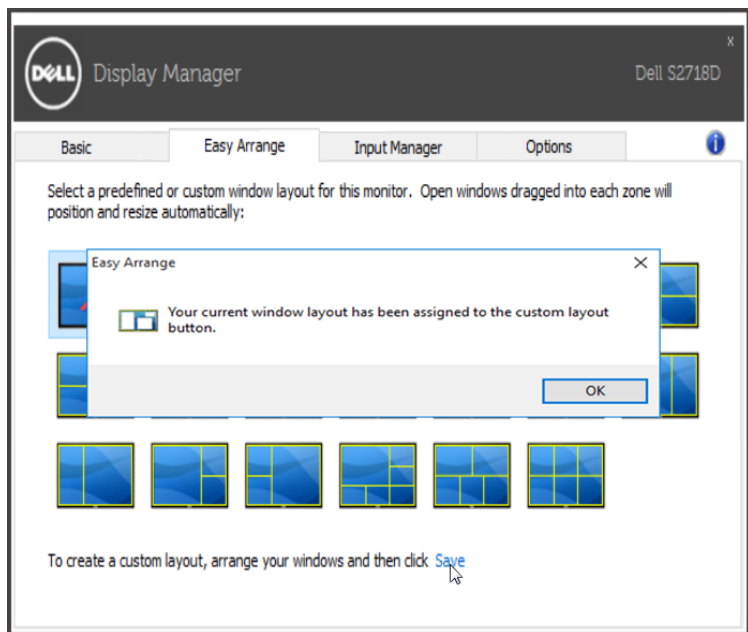 x
DELL
Display Manager
Dell S2718D
Basic
Easy Arrange
Input Manager
Options
i
Select a predefined or custom window layout for this monitor. Open windows dragged into each zone will
position and resize automatically:
Easy Arrange
Your current window layout has been assigned to the custom layout
button.
OK
To create a custom layout, arrange your windows and then click Save